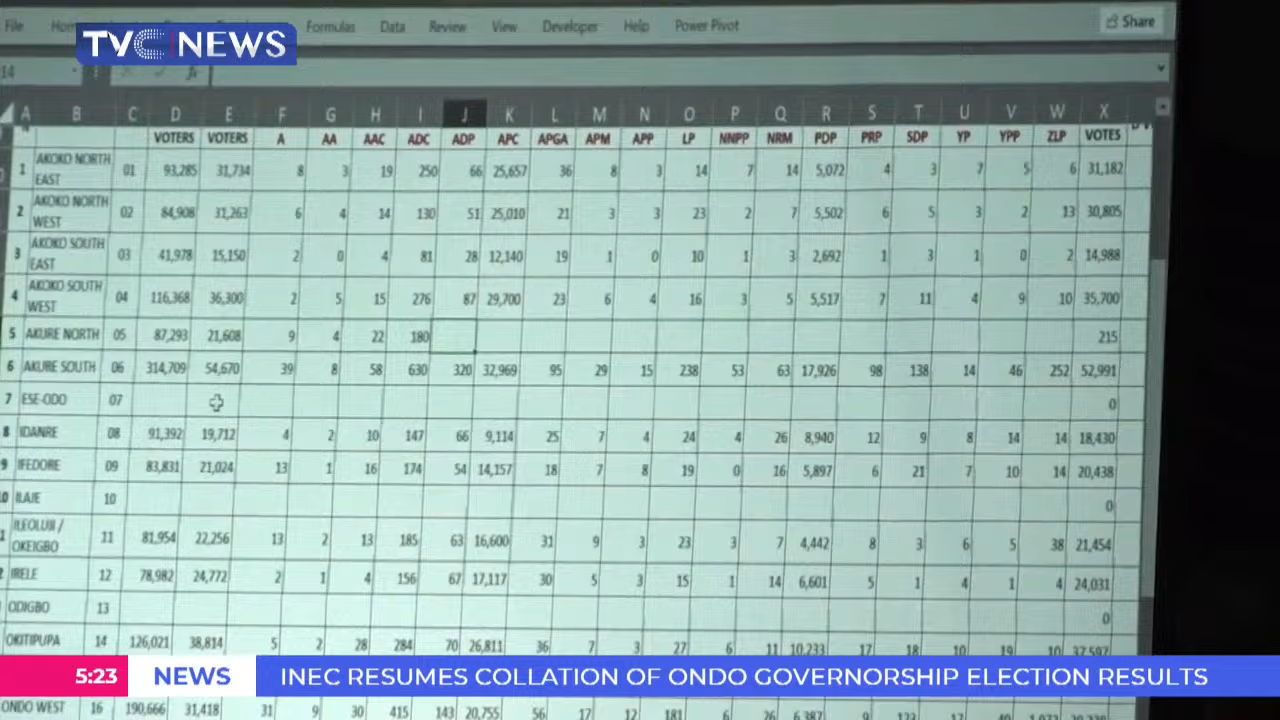 File Hom Formulas Data Review View Developer Help Power Pivot Share
TVC NEWS
14 fx
A B C D E F G H I J K L M N O P Q R S T U V W X
VOTERS VOTERS A AA AAC ADC ADP APC APGA APM APP LP NNPP NRM PDP PRP SDP YP YPP ZLP VOTES
1 AKOKO NORTH EAST 01 93,285 31,734 8 3 19 250 66 25,657 36 8 3 14 7 14 5,072 4 3 7 5 6 31,182
2 AKOKO NORTH WEST 02 84,908 31,263 6 4 14 130 51 25,010 21 3 3 23 2 7 5,502 6 5 3 2 13 30,805
3 AKOKO SOUTH EAST 03 41,978 15,150 2 0 4 81 28 12,140 19 1 0 10 1 3 2,692 1 3 1 0 2 14,988
4 AKOKO SOUTH WEST 04 116,368 36,300 2 5 15 276 87 29,700 23 6 4 16 3 5 5,517 7 11 4 9 10 35,700
5 AKURE NORTH 05 87,293 21,608 9 4 22 180 215
6 AKURE SOUTH 06 314,709 54,670 39 8 58 630 320 32,969 95 29 15 238 53 63 17,926 98 138 14 46 252 52,991
7 ESE-ODO 07 0
8 IDANRE 08 91,392 19,712 4 2 10 147 66 9,114 25 7 4 24 4 26 8,940 12 9 8 14 14 18,430
9 IFEDORE 09 83,831 21,024 13 1 16 174 54 14,157 18 7 8 19 0 16 5,897 6 21 7 10 14 20,438
0 ILAJE 10 0
1 ILEOLUJI / OKEIGBO 11 81,954 22,256 13 2 13 185 63 16,600 31 9 3 23 3 7 4,442 8 3 6 5 38 21,454
2 IRELE 12 78,982 24,772 2 1 4 156 67 17,117 30 5 3 15 1 14 6,601 5 1 4 1 4 24,031
ODIGBO 13 0
OKITIPUPA 14 126,021 38,814 5 2 28 284 70 26,811 36 7 3 27 6 11 10,233 17 18 10 19 10 37,597
5:23 NEWS INEC RESUMES COLLATION OF ONDO GOVERNORSHIP ELECTION RESULTS
ONDO WEST 16 190,666 31,418 31 9 30 415 143 20,755 56 17 12 181 6 26 6,387